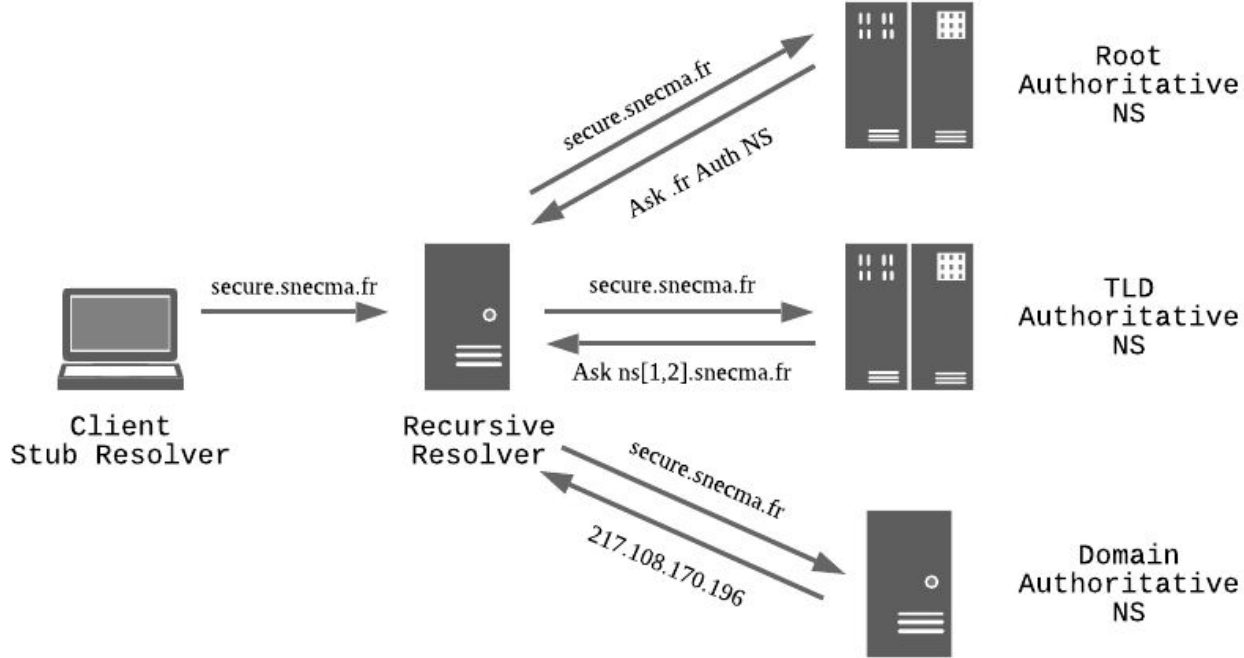 secure.snecma.fr
Ask .fr Auth NS
Root
Authoritative
NS
secure.snecma.fr
secure.snecma.fr
Ask ns[1,2].snecma.fr
TLD
Authoritative
NS
Client
Stub Resolver
Recursive
Resolver
secure.snecma.fr
217.108.170.196
Domain
Authoritative
NS